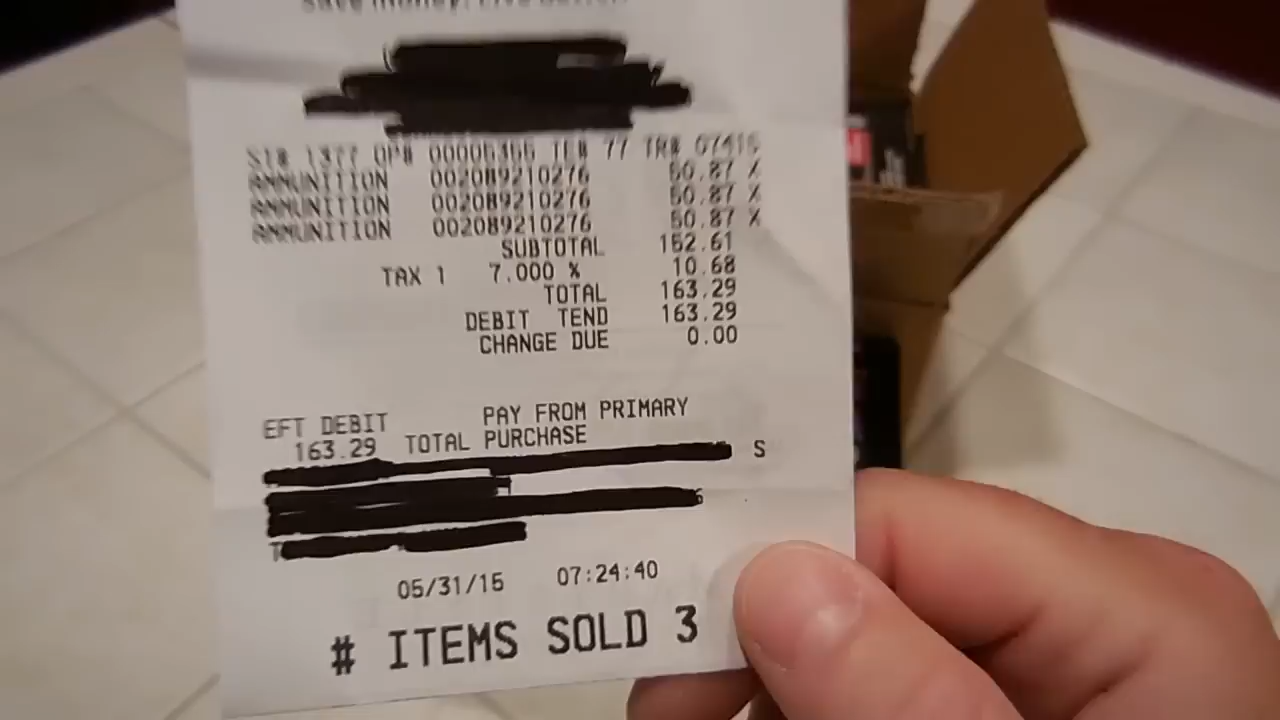 ST# 1377 OP# 00005355 TE# 77 TR# 07415
AMMUNITION 002089210276 50.87 X
AMMUNITION 002089210276 50.87 X
AMMUNITION 002089210276 50.87 X
SUBTOTAL 152.61
TAX 1 7.000 % 10.68
TOTAL 163.29
DEBIT TEND 163.29
CHANGE DUE 0.00
EFT DEBIT PAY FROM PRIMARY
163.29 TOTAL PURCHASE
S
05/31/15 07:24:40
# ITEMS SOLD 3